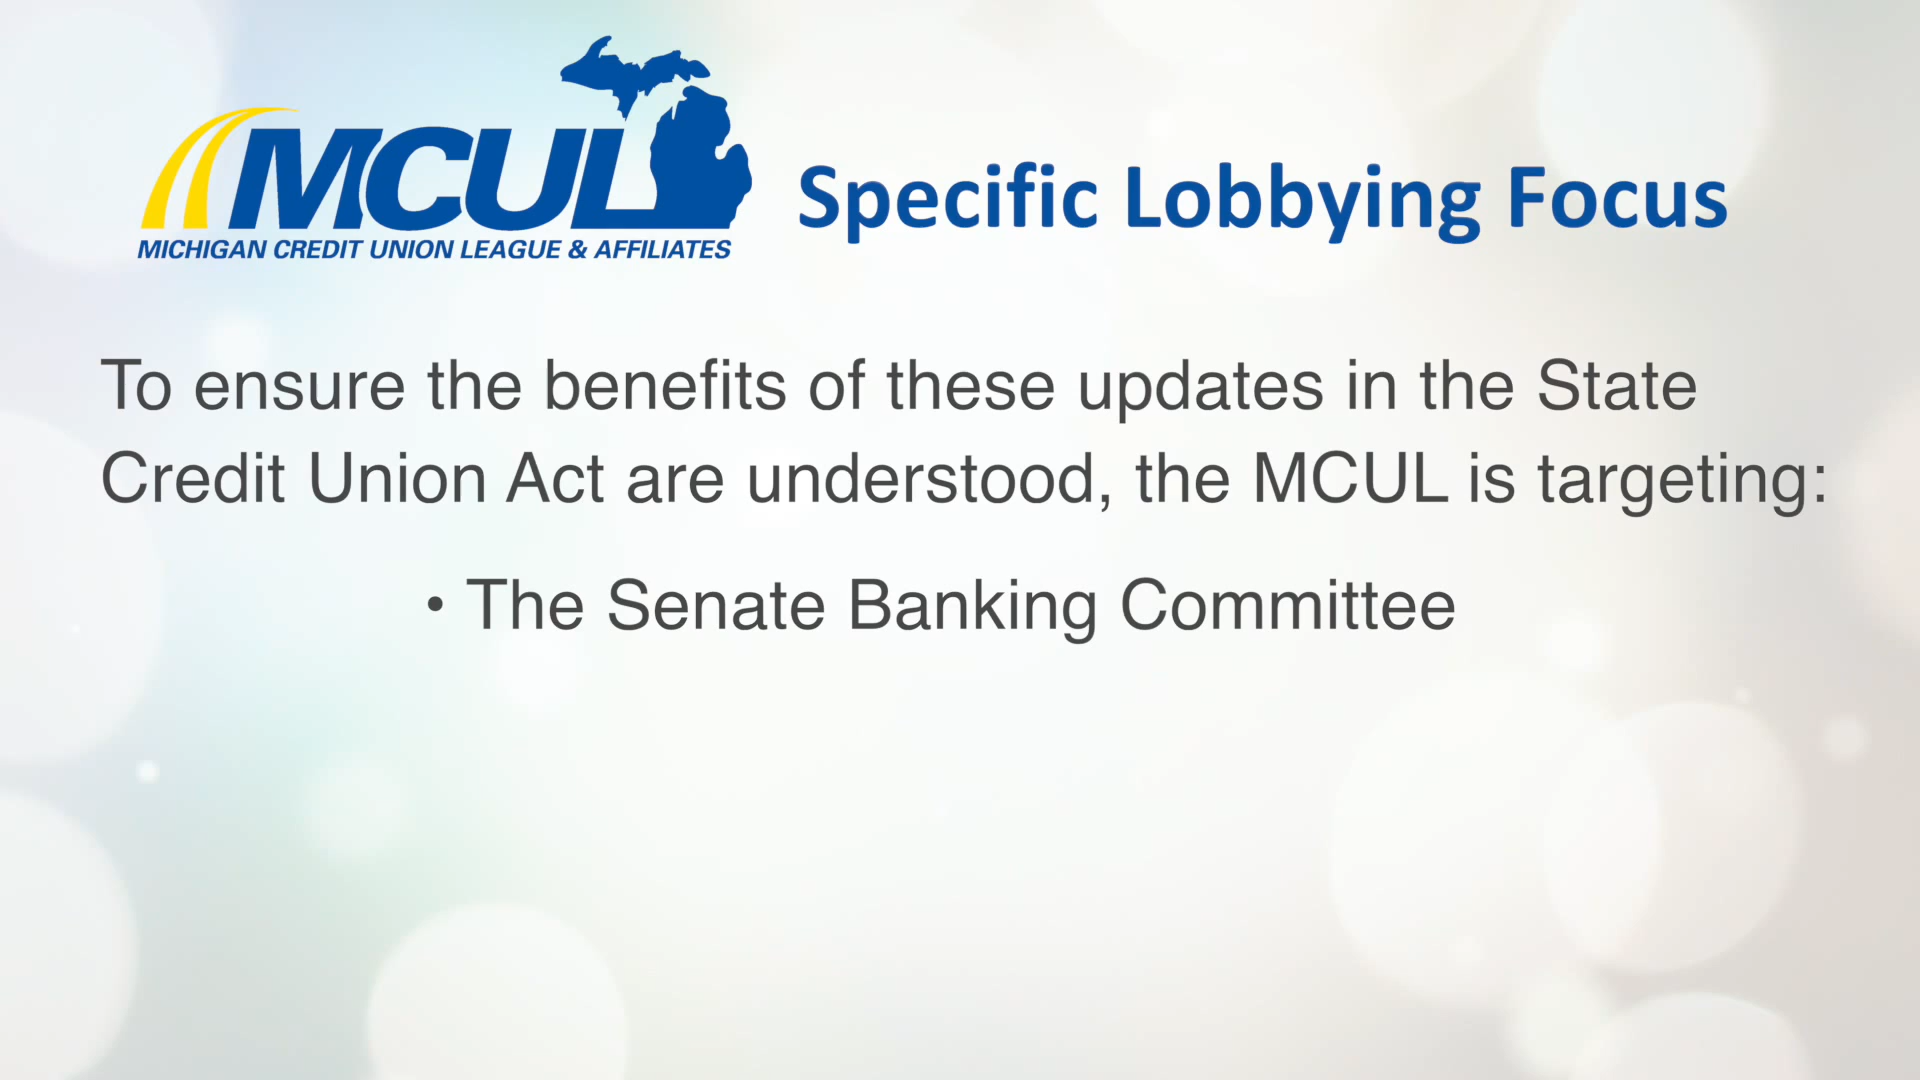 MCUL
MICHIGAN CREDIT UNION LEAGUE & AFFILIATES
Specific Lobbying Focus
To ensure the benefits of these updates in the State
Credit Union Act are understood, the MCUL is targeting:
• The Senate Banking Committee